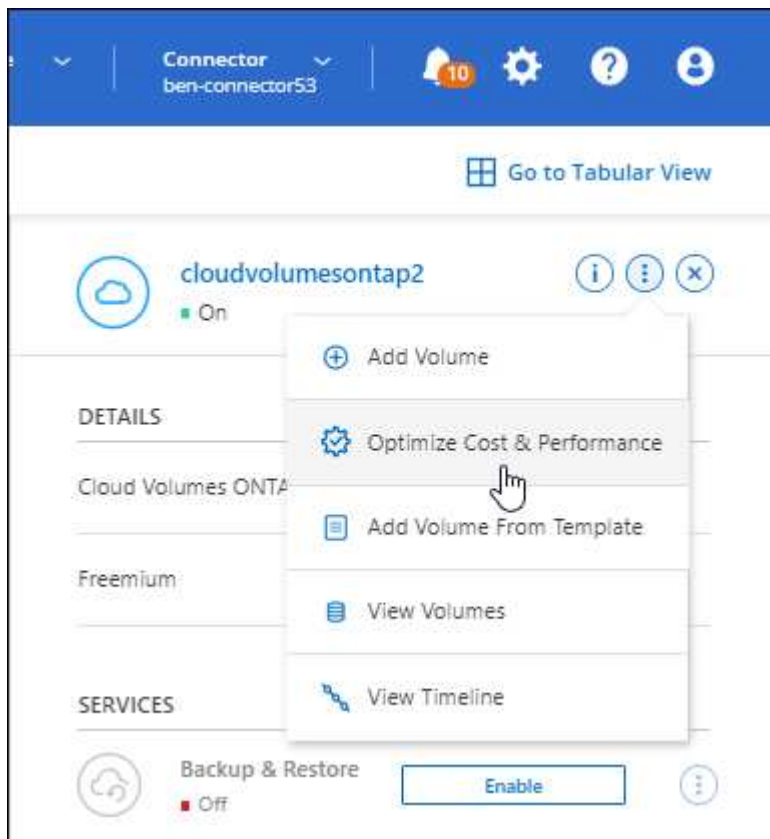 Connector
ben-connector53
10
Go to Tabular View
cloudvolumesontap2
On
Add Volume
DETAILS
Optimize Cost & Performance
Cloud Volumes ONTA
Add Volume From Template
Freemium
View Volumes
View Timeline
SERVICES
Backup & Restore
Off
Enable